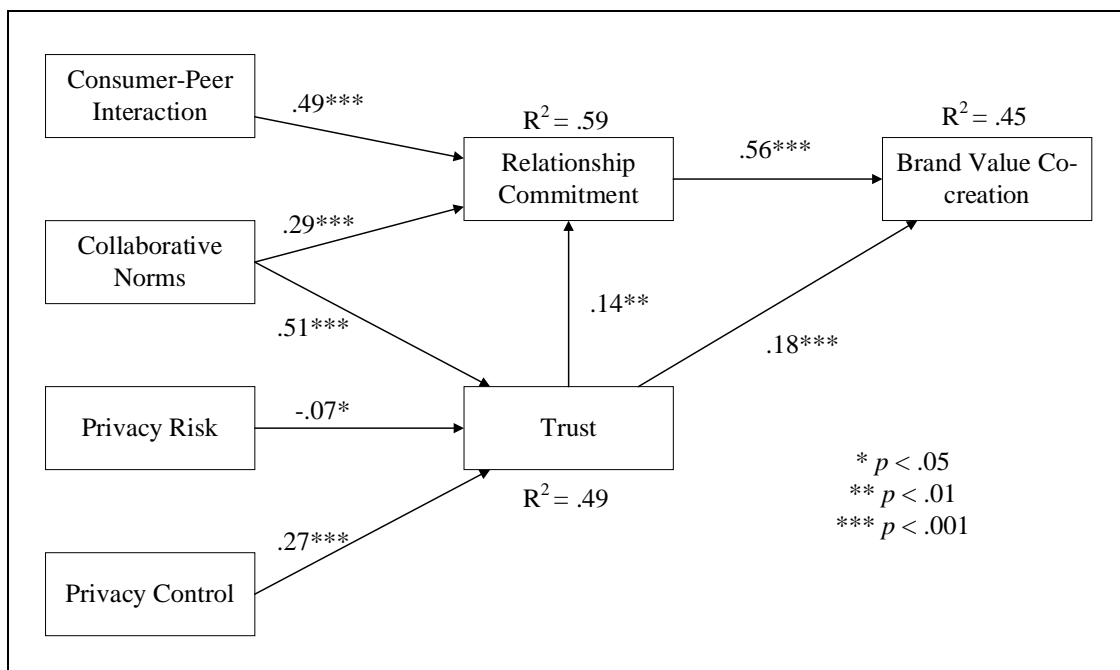 Consumer-Peer
Interaction
.49***
R² = .59
Relationship
Commitment
.56***
R² = .45
Brand Value Co-
creation
Collaborative
Norms
.29***
.51***
.14**
.18***
Privacy Risk
-.07*
Trust
R² = .49
Privacy Control
.27***
* p < .05
** p < .01
*** p < .001